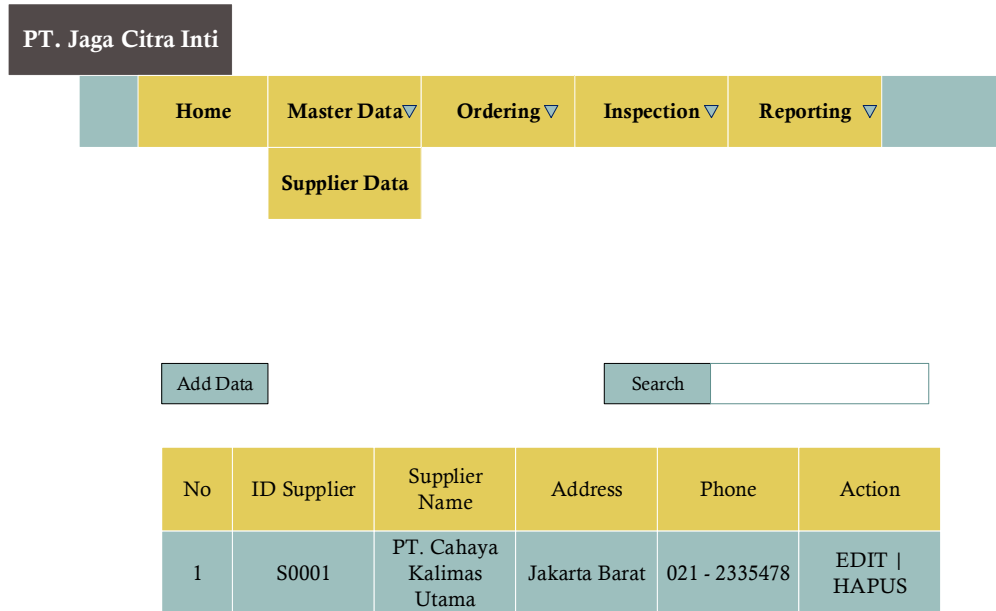 PT. Jaga Citra Inti
Home Master Data Ordering Inspection Reporting
Supplier Data
Add Data Search
No ID Supplier Supplier Name Address Phone Action
1 S0001 PT. Cahaya Kalimas Utama Jakarta Barat 021 - 2335478 EDIT | HAPUS